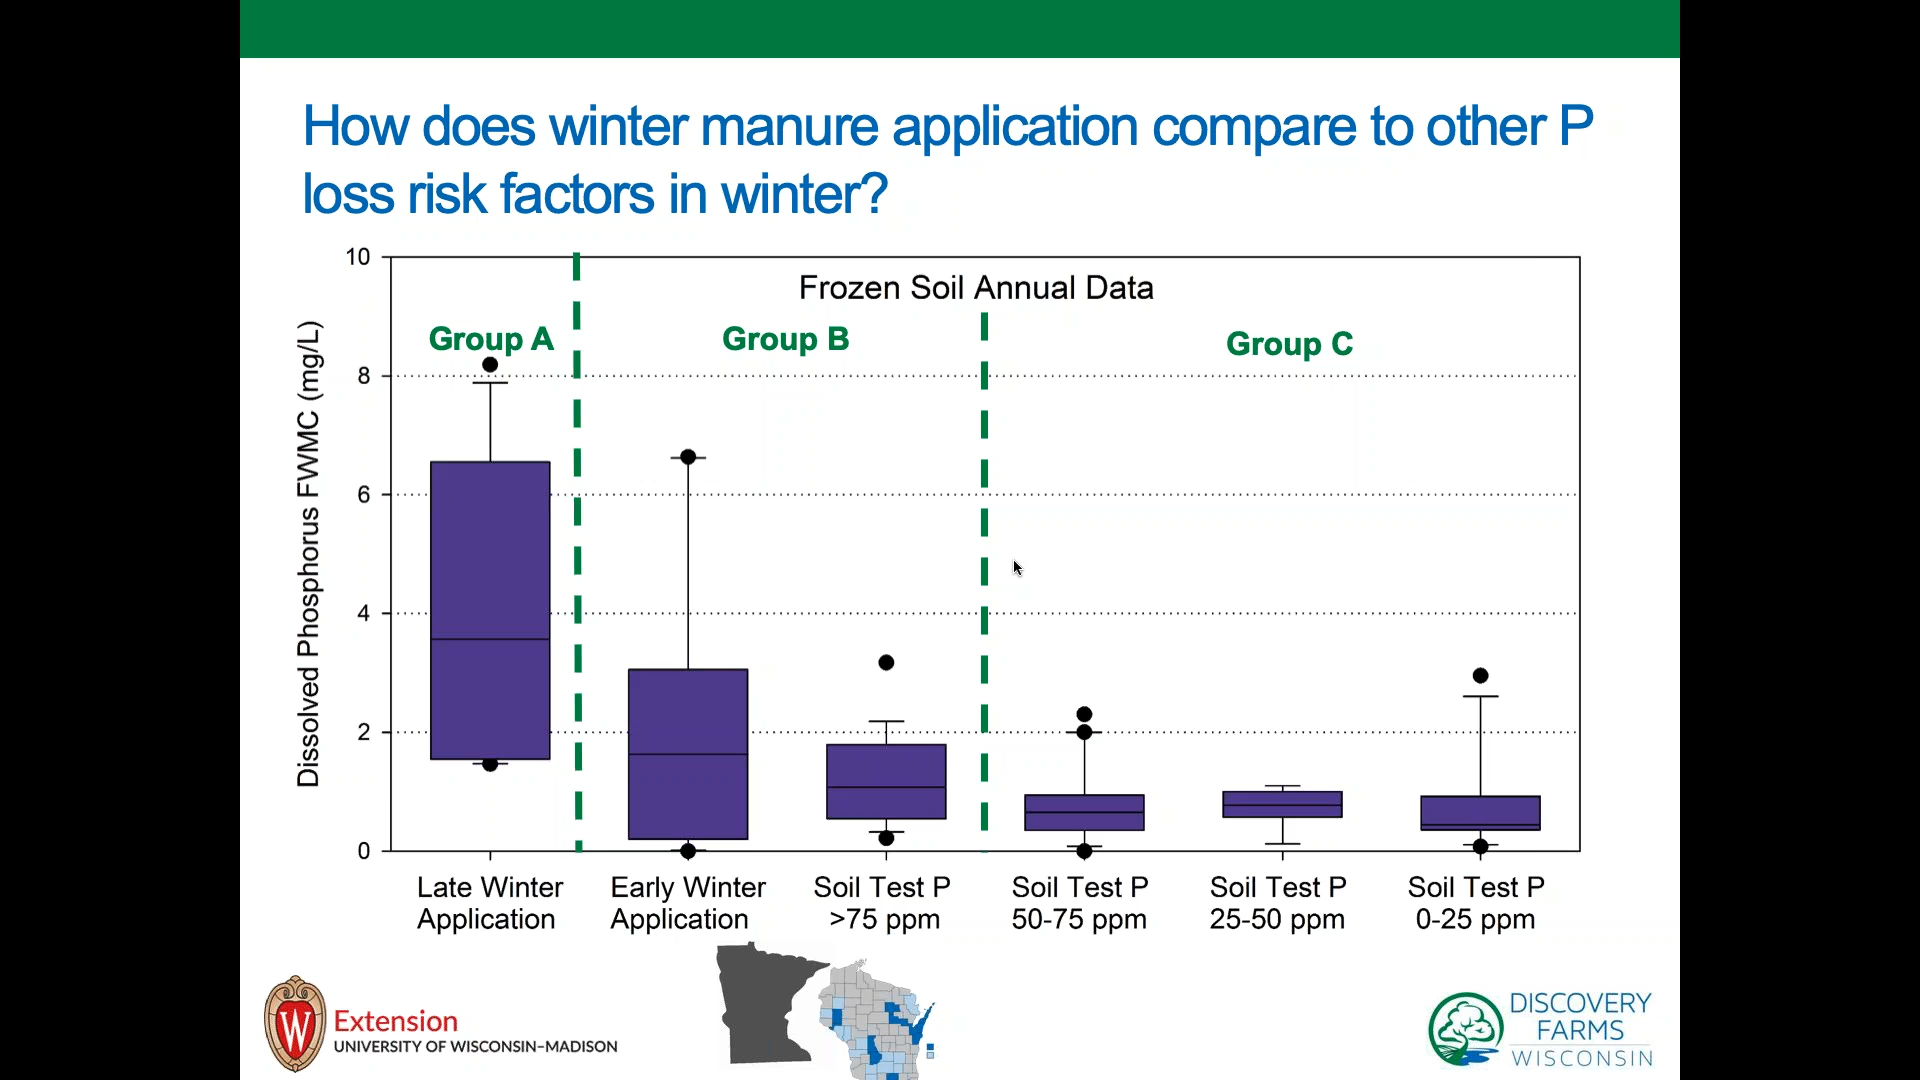 How does winter manure application compare to other P
loss risk factors in winter?
Frozen Soil Annual Data
Group A
Group B
Group C
Dissolved Phosphorus FWMC (mg/L)
10
8
6
4
2
0
Late Winter
Application
Early Winter
Application
Soil Test P
>75 ppm
Soil Test P
50-75 ppm
Soil Test P
25-50 ppm
Soil Test P
0-25 ppm
W
Extension
UNIVERSITY OF WISCONSIN–MADISON
DISCOVERY
FARMS
WISCONSIN